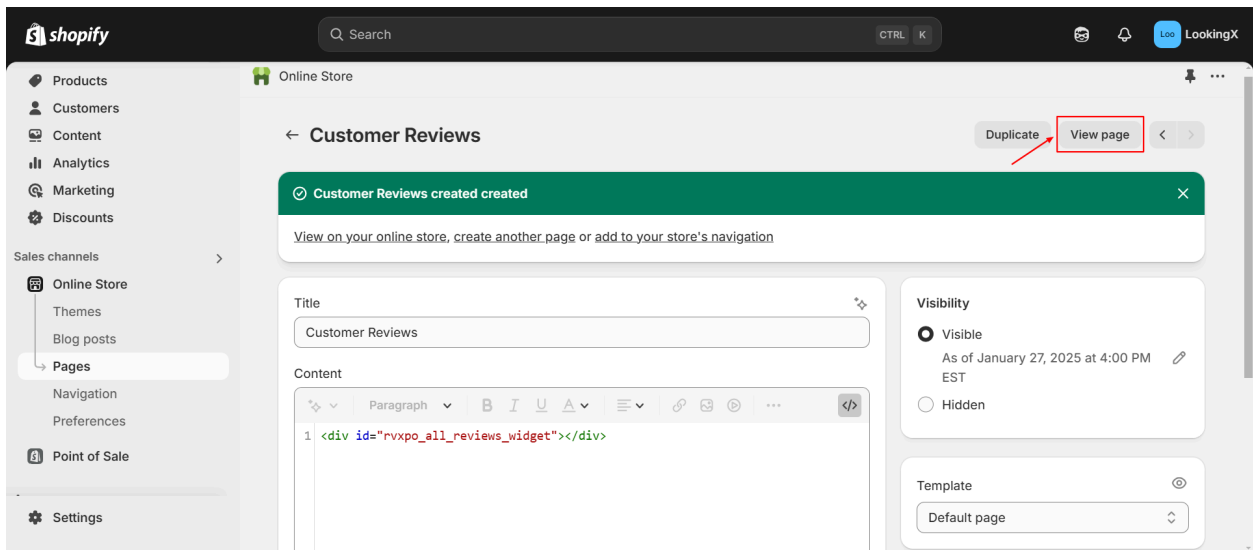 shopify
Search
CTRL K
Loo LookingX
Products
Customers
Content
Analytics
Marketing
Discounts
Sales channels
Online Store
Themes
Blog posts
Pages
Navigation
Preferences
Point of Sale
Settings
Online Store
Customer Reviews
Duplicate
View page
Customer Reviews created created
View on your online store, create another page or add to your store's navigation
Title
Customer Reviews
Content
Paragraph
B I U A
</>
1 <div id="rvxpo_all_reviews_widget"></div>
Visibility
Visible
As of January 27, 2025 at 4:00 PM
EST
Hidden
Template
Default page